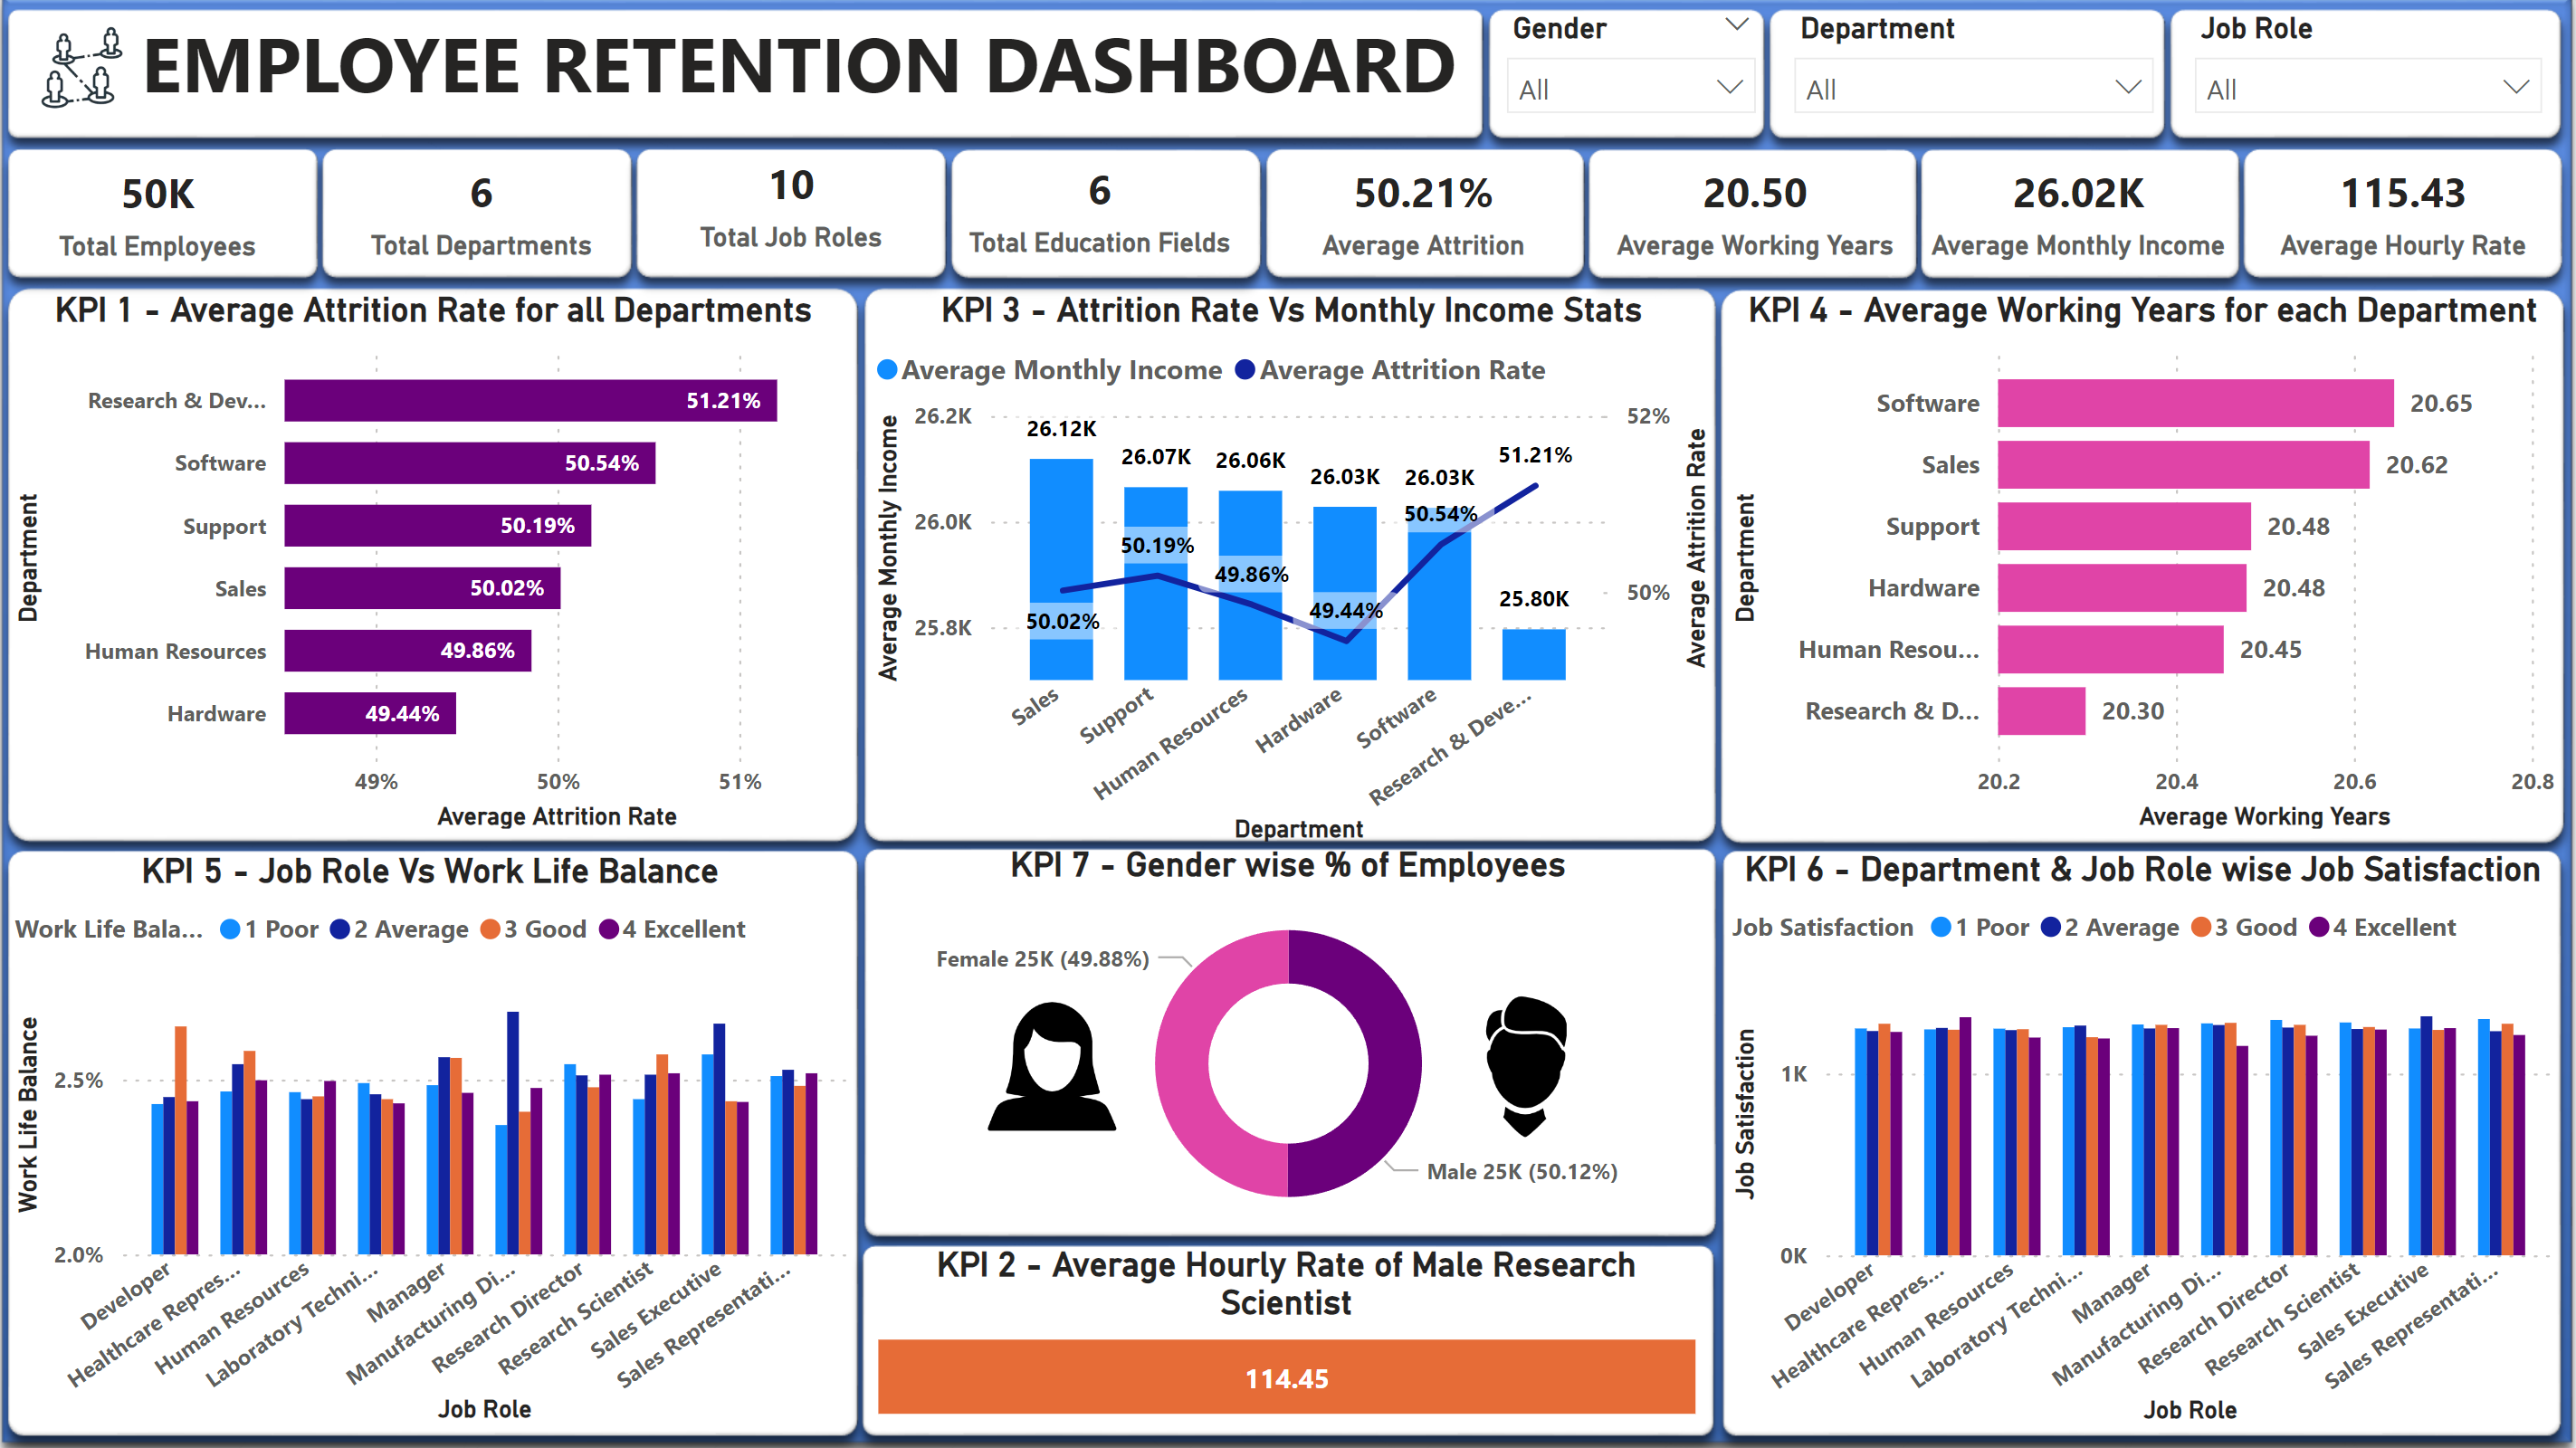 EMPLOYEE RETENTION DASHBOARD
Gender
All
Department
All
Job Role
All
50K
Total Employees
6
Total Departments
10
Total Job Roles
6
Total Education Fields
50.21%
Average Attrition
20.50
Average Working Years
26.02K
Average Monthly Income
115.43
Average Hourly Rate
KPI 1 - Average Attrition Rate for all Departments
Department
Research & Dev... 51.21%
Software 50.54%
Support 50.19%
Sales 50.02%
Human Resources 49.86%
Hardware 49.44%
49% 50% 51%
Average Attrition Rate
KPI 3 - Attrition Rate Vs Monthly Income Stats
Average Monthly Income Average Attrition Rate
Average Monthly Income
26.2K
26.0K
25.8K
26.12K 26.07K 26.06K 26.03K 26.03K 25.80K
50.02% 50.19% 49.86% 49.44% 50.54% 51.21%
52%
50%
Average Attrition Rate
Sales Support Human Resources Hardware Software Research & Deve...
Department
KPI 4 - Average Working Years for each Department
Department
Software 20.65
Sales 20.62
Support 20.48
Hardware 20.48
Human Resou... 20.45
Research & D... 20.30
20.2 20.4 20.6 20.8
Average Working Years
KPI 5 - Job Role Vs Work Life Balance
Work Life Bala... 1 Poor 2 Average 3 Good 4 Excellent
Work Life Balance
2.5%
2.0%
Developer Healthcare Repres... Human Resources Laboratory Techni... Manager Manufacturing Di... Research Director Research Scientist Sales Executive Sales Representati...
Job Role
KPI 7 - Gender wise % of Employees
Female 25K (49.88%)
Male 25K (50.12%)
KPI 2 - Average Hourly Rate of Male Research
Scientist
114.45
KPI 6 - Department & Job Role wise Job Satisfaction
Job Satisfaction 1 Poor 2 Average 3 Good 4 Excellent
Job Satisfaction
1K
0K
Developer Healthcare Repres... Human Resources Laboratory Techni... Manager Manufacturing Di... Research Director Research Scientist Sales Executive Sales Representati...
Job Role